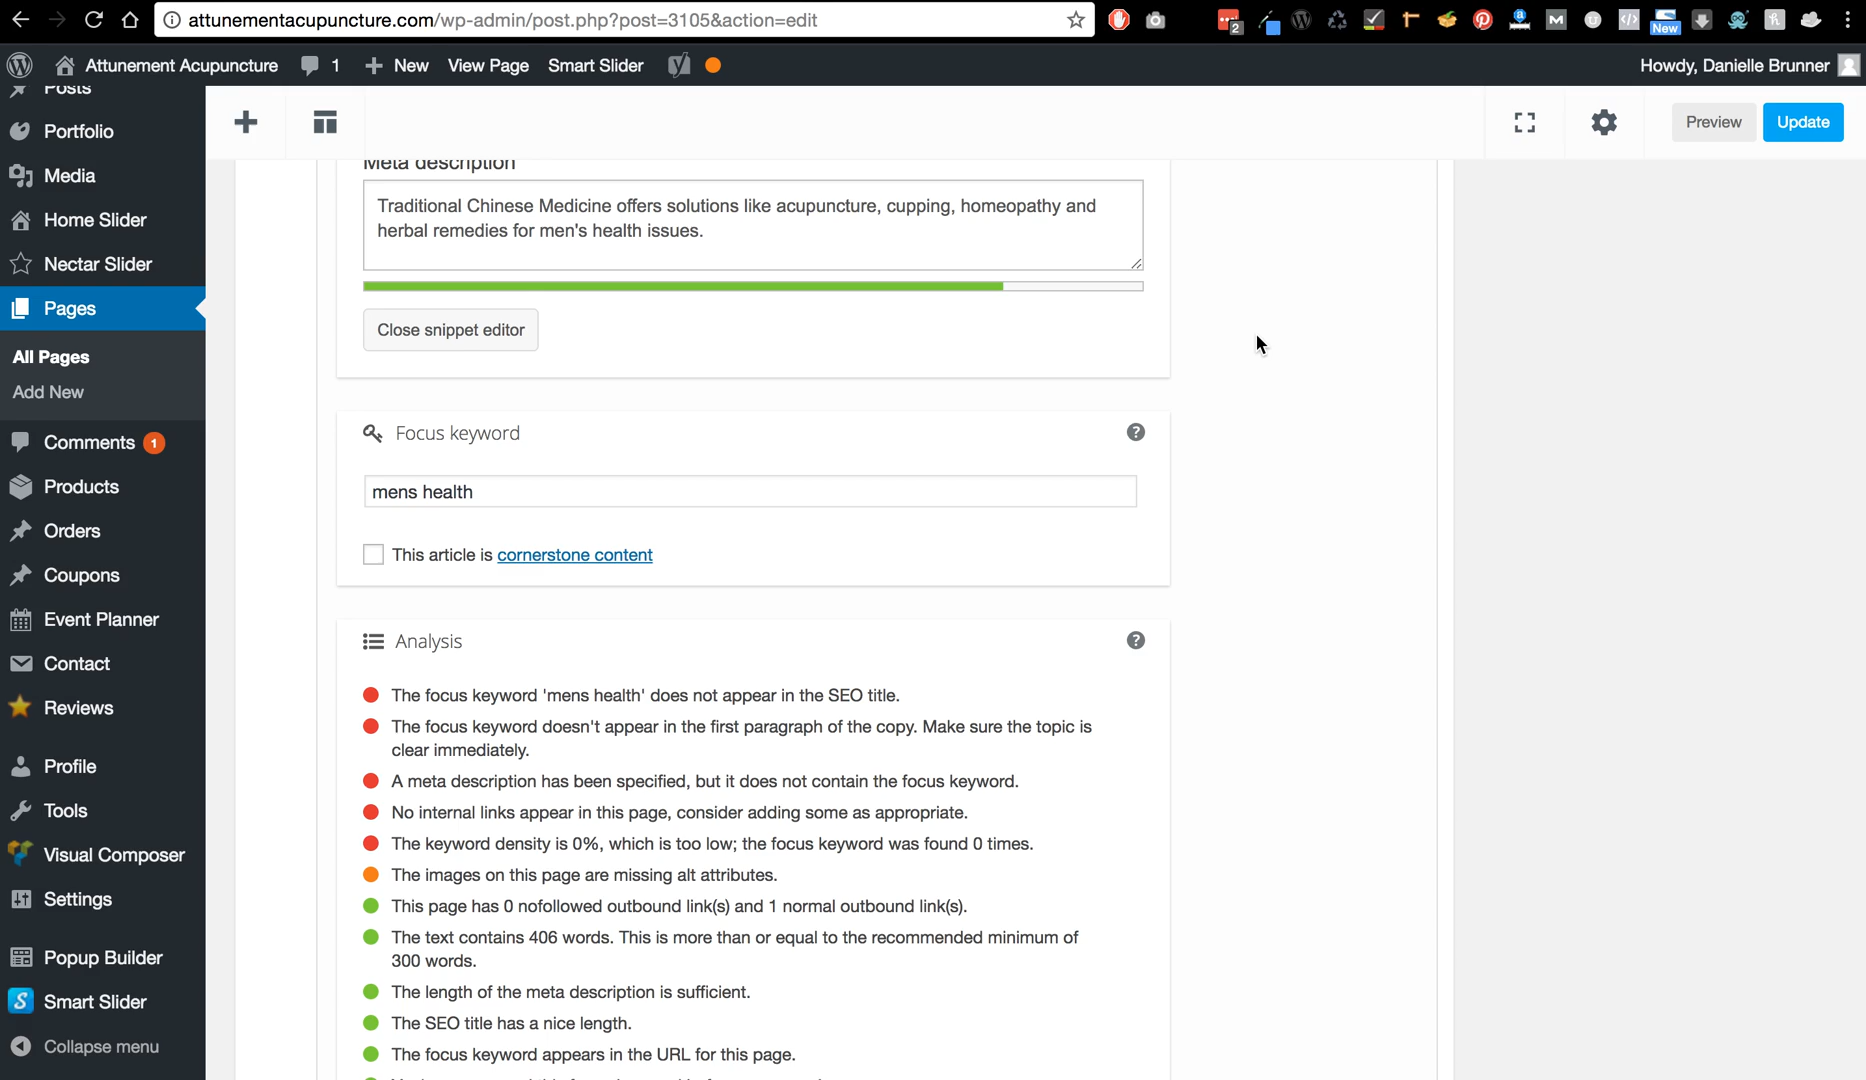 attunementacupuncture.com/wp-admin/post.php?post=3105&action=edit
2
New
Attunement Acupuncture
1
New
View Page
Smart Slider
Howdy, Danielle Brunner
Posts
Portfolio
Media
Home Slider
Nectar Slider
Pages
All Pages
Add New
Comments 1
Products
Orders
Coupons
Event Planner
Contact
Reviews
Profile
Tools
Visual Composer
Settings
Popup Builder
Smart Slider
Collapse menu
Preview
Update
Meta description
Traditional Chinese Medicine offers solutions like acupuncture, cupping, homeopathy and
herbal remedies for men's health issues.
Close snippet editor
Focus keyword
mens health
This article is cornerstone content
Analysis
The focus keyword 'mens health' does not appear in the SEO title.
The focus keyword doesn't appear in the first paragraph of the copy. Make sure the topic is
clear immediately.
A meta description has been specified, but it does not contain the focus keyword.
No internal links appear in this page, consider adding some as appropriate.
The keyword density is 0%, which is too low; the focus keyword was found 0 times.
The images on this page are missing alt attributes.
This page has 0 nofollowed outbound link(s) and 1 normal outbound link(s).
The text contains 406 words. This is more than or equal to the recommended minimum of
300 words.
The length of the meta description is sufficient.
The SEO title has a nice length.
The focus keyword appears in the URL for this page.